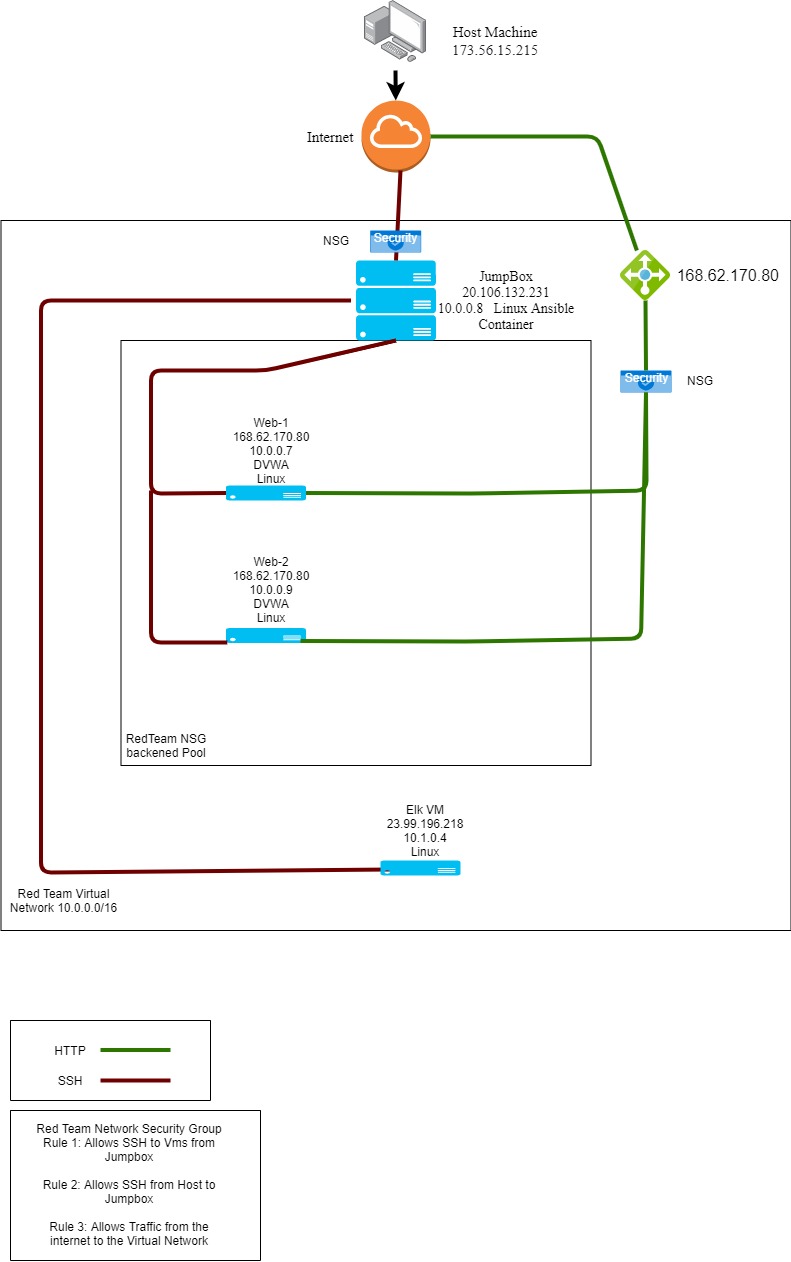 Host Machine
173.56.15.215
Internet
NSG
Security
JumpBox
20.106.132.231
10.0.0.8 Linux Ansible
Container
168.62.170.80
Security
NSG
Web-1
168.62.170.80
10.0.0.7
DVWA
Linux
Web-2
168.62.170.80
10.0.0.9
DVWA
Linux
RedTeam NSG
backened Pool
Elk VM
23.99.196.218
10.1.0.4
Linux
Red Team Virtual
Network 10.0.0.0/16
HTTP
SSH
Red Team Network Security Group
Rule 1: Allows SSH to Vms from
Jumpbox
Rule 2: Allows SSH from Host to
Jumpbox
Rule 3: Allows Traffic from the
internet to the Virtual Network